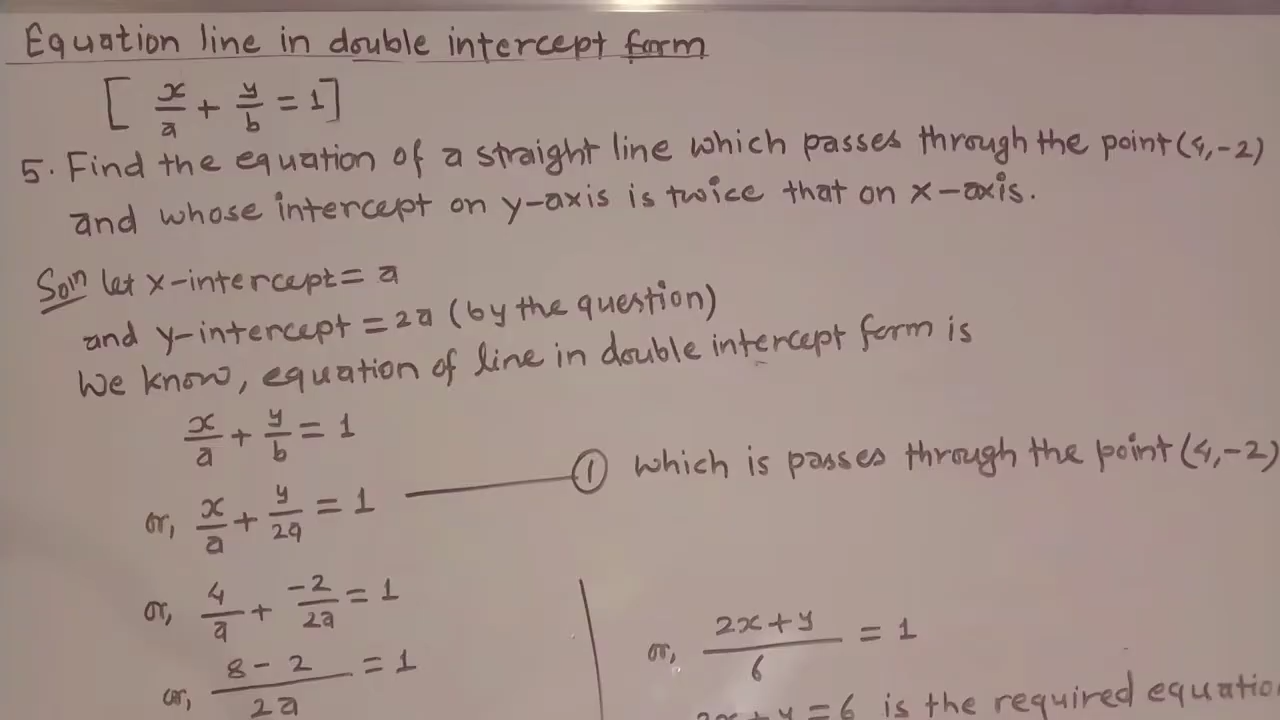 Equation line in double intercept form
[ x/a + y/b = 1 ]
5. Find the equation of a straight line which passes through the point (4, -2)
and whose intercept on y-axis is twice that on x-axis.
Soln let x-intercept = a
and y-intercept = 2a (by the question)
We know, equation of line in double intercept form is
x/a + y/b = 1
or, x/a + y/2a = 1 ——— ① which is passes through the point (4, -2)
or, 4/a + -2/2a = 1
or, 8 - 2/2a = 1
or, 2x + y/6 = 1
2x + y = 6 is the required equation